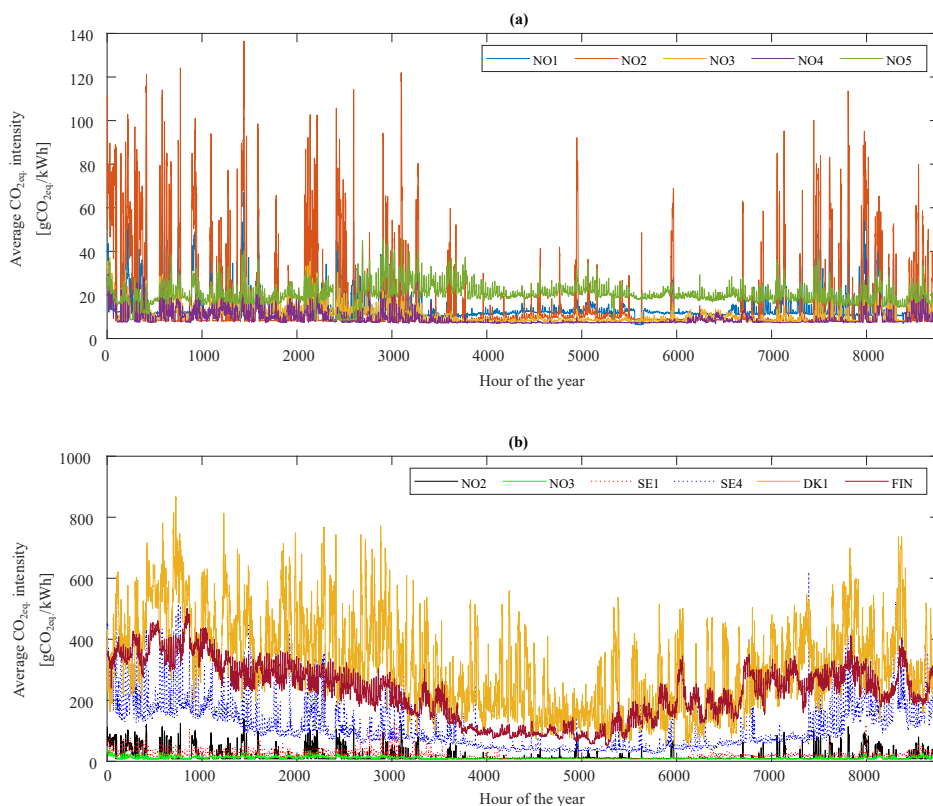 (a)
140
120
100
80
60
40
20
0
Average CO2eq. intensity
[gCO2eq./kWh]
NO1 NO2 NO3 NO4 NO5
0 1000 2000 3000 4000 5000 6000 7000 8000
Hour of the year
(b)
1000
800
600
400
200
0
Average CO2eq. intensity
[gCO2eq./kWh]
NO2 NO3 SE1 SE4 DK1 FIN
0 1000 2000 3000 4000 5000 6000 7000 8000
Hour of the year